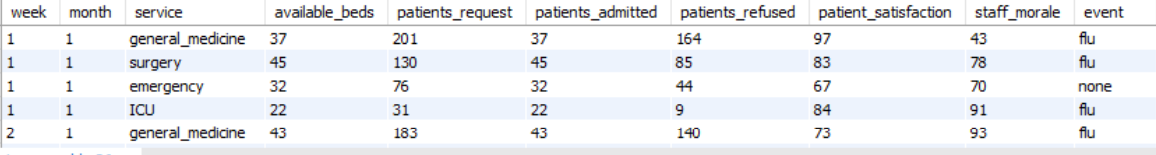 week month service available_beds patients_request patients_admitted patients_refused patient_satisfaction staff_morale event
1 1 general_medicine 37 201 37 164 97 43 flu
1 1 surgery 45 130 45 85 83 78 flu
1 1 emergency 32 76 32 44 67 70 none
1 1 ICU 22 31 22 9 84 91 flu
2 1 general_medicine 43 183 43 140 73 93 flu